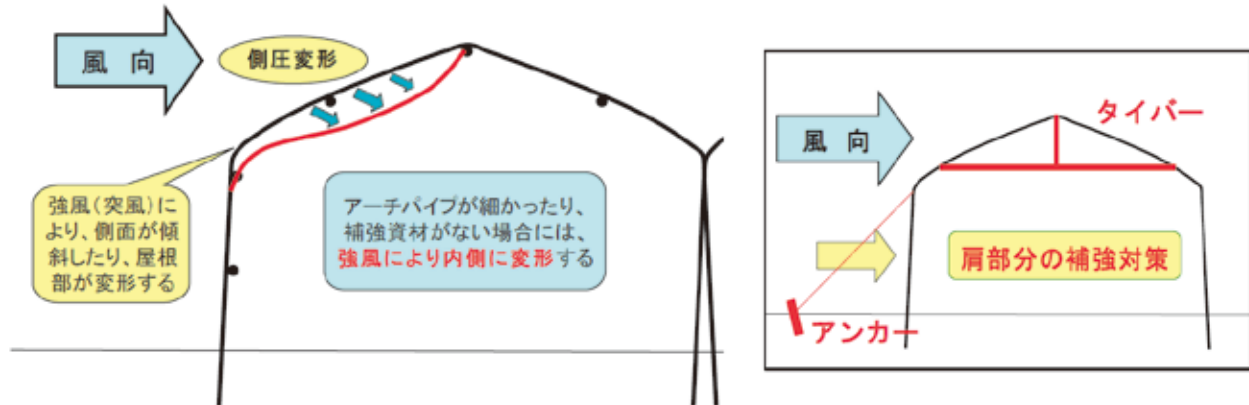 風 向
側圧変形
強風(突風)に
より、側面が傾
斜したり、屋根
部が変形する
アーチパイプが細かったり、
補強資材がない場合には、
強風により内側に変形する
風 向
タイバー
肩部分の補強対策
アンカー